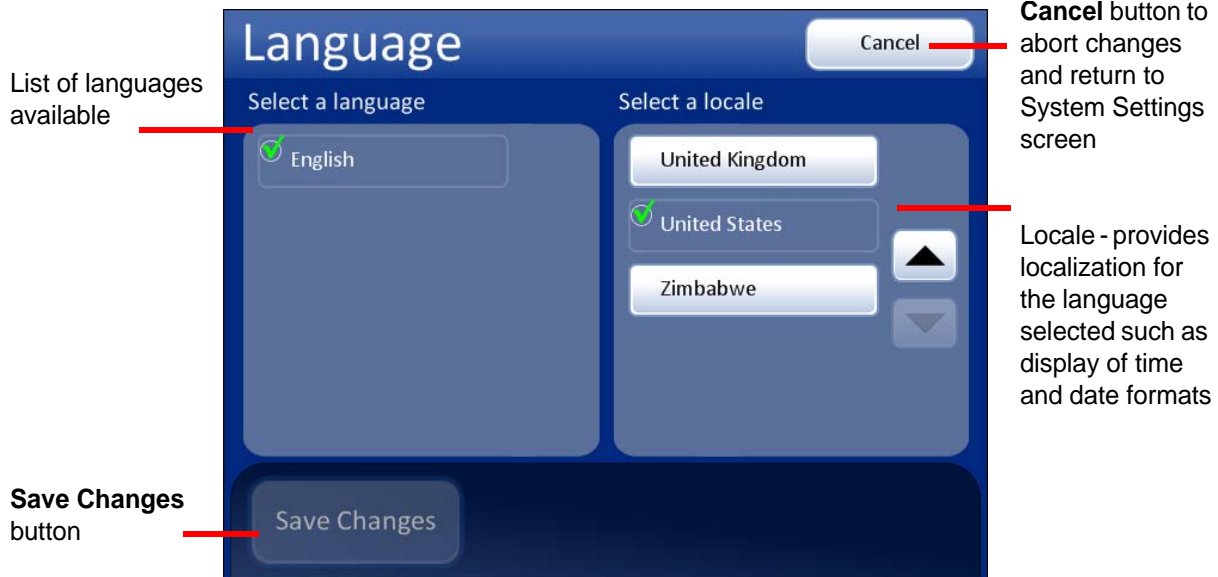 Language
Cancel
Cancel button to
abort changes
and return to
System Settings
screen
List of languages
available
Select a language
Select a locale
English
United Kingdom
United States
Zimbabwe
Locale - provides
localization for
the language
selected such as
display of time
and date formats
Save Changes
button
Save Changes